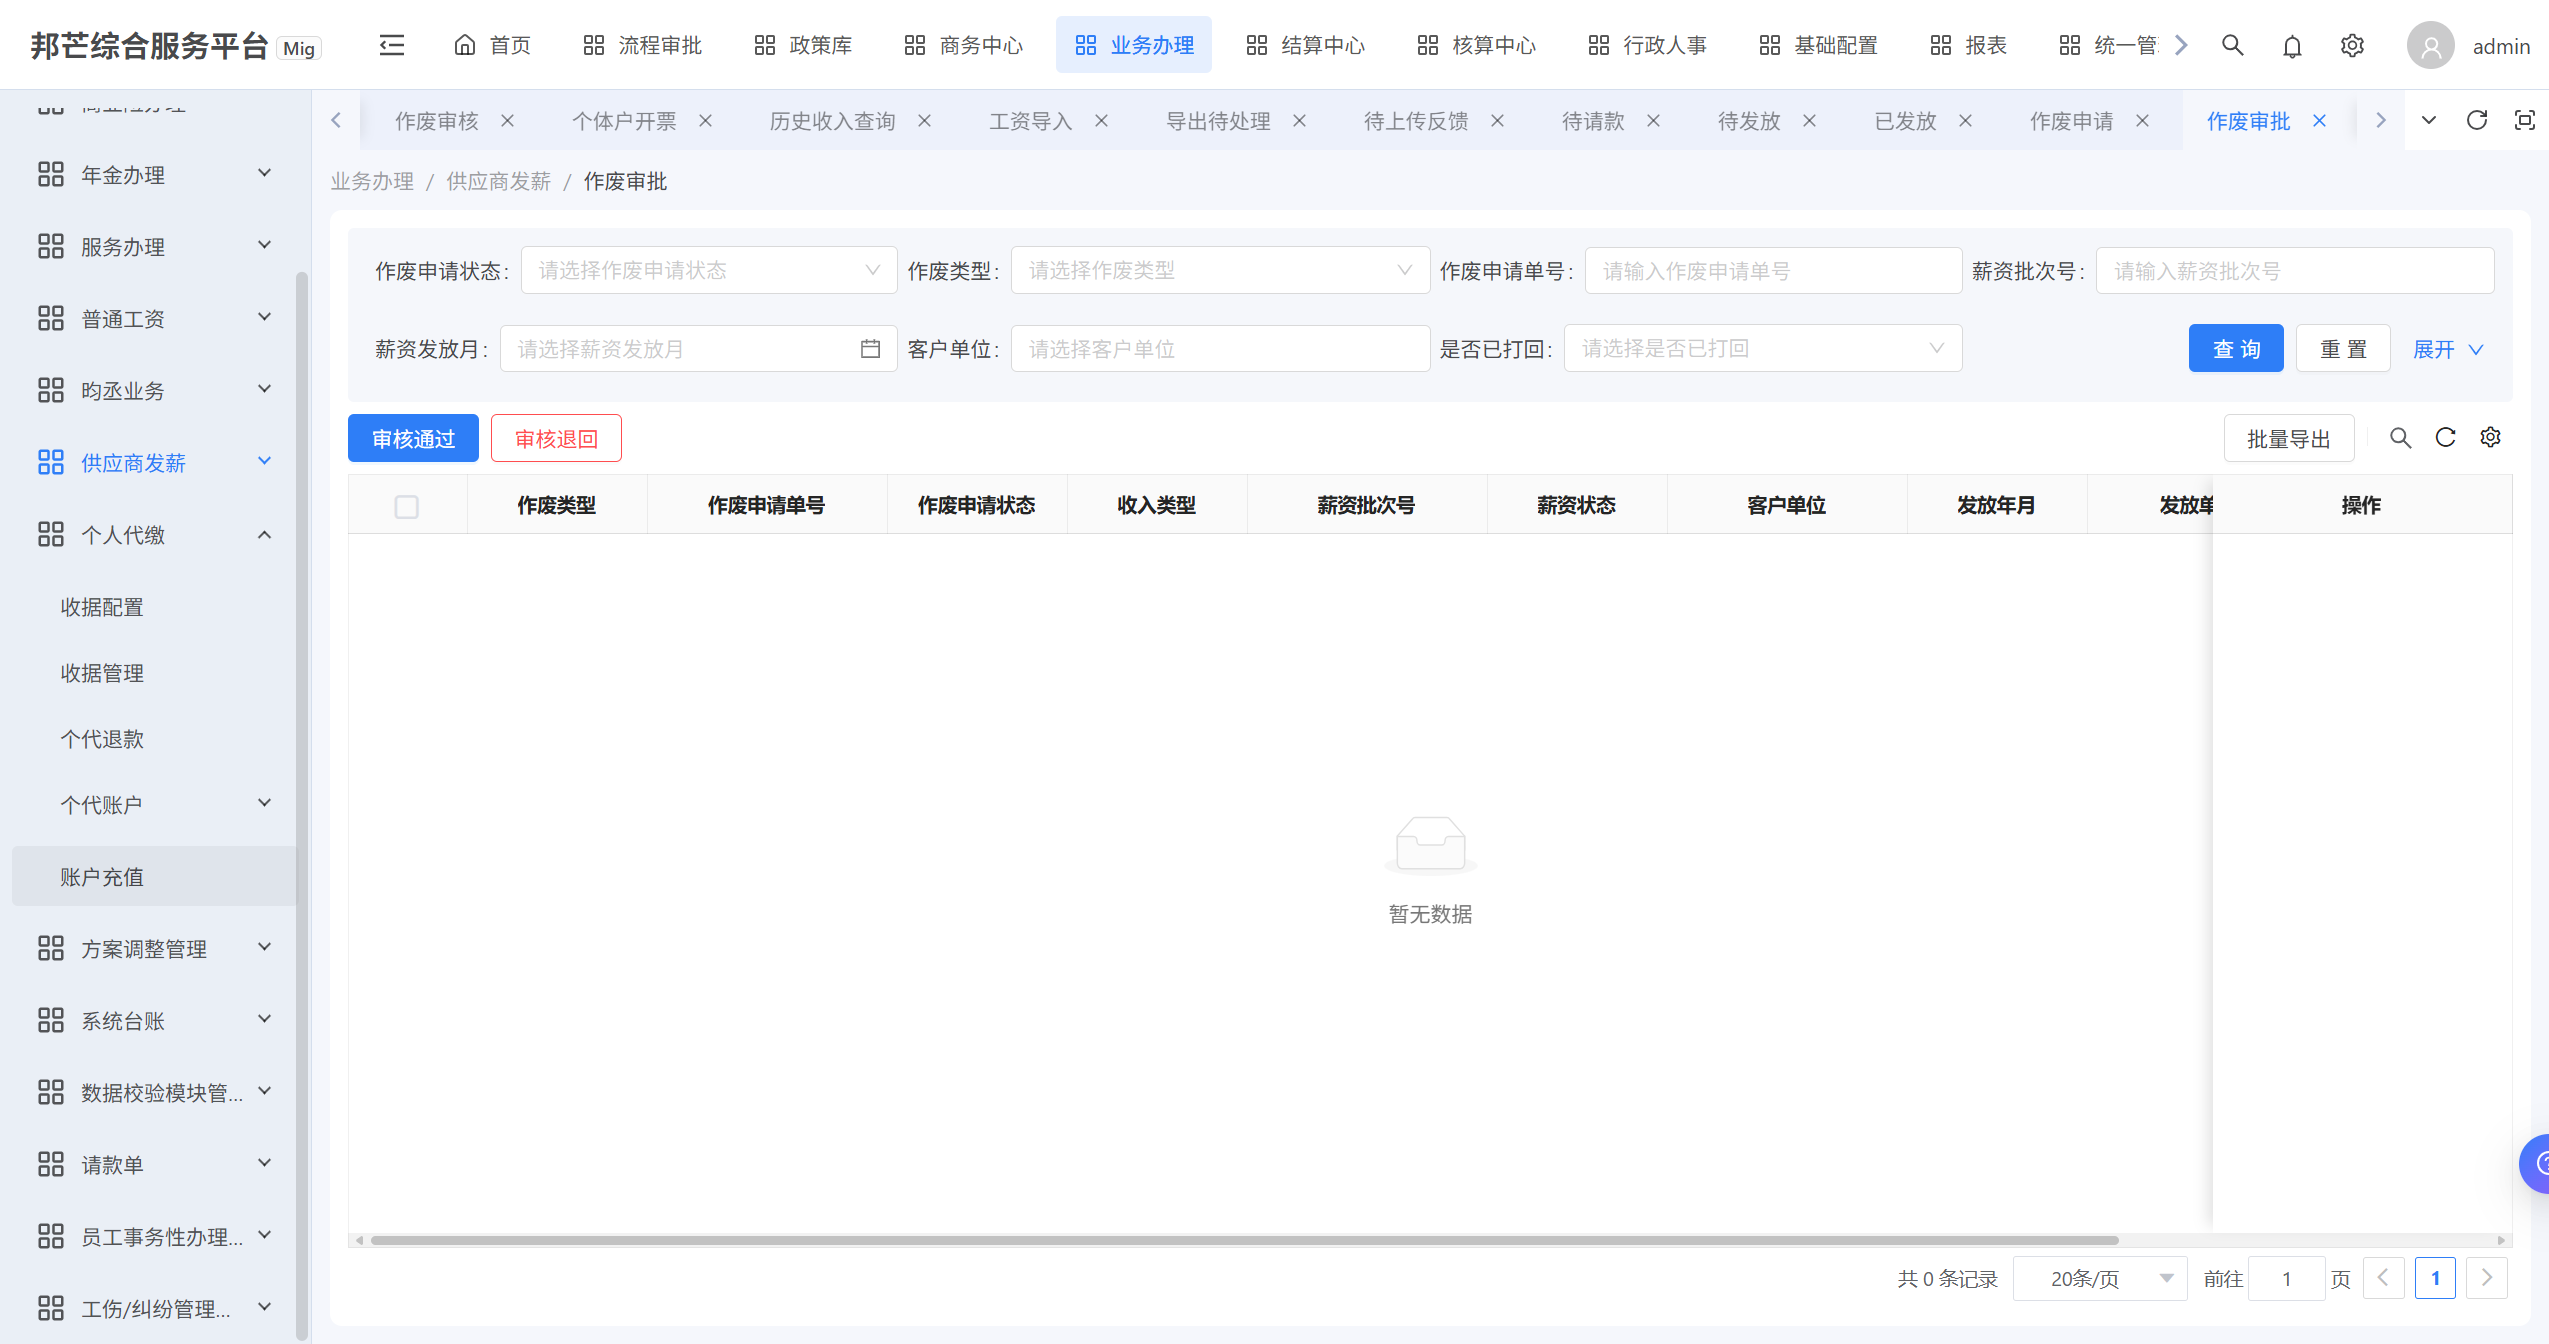 邦芒综合服务平台 Mig 首页 流程审批 政策库 商务中心 业务办理 结算中心 核算中心 行政人事 基础配置 报表 统一管 admin
作废审核 个体户开票 历史收入查询 工资导入 导出待处理 待上传反馈 待请款 待发放 已发放 作废申请 作废审批
业务办理 / 供应商发薪 / 作废审批
年金办理
服务办理
普通工资
昀丞业务
供应商发薪
个人代缴
收据配置
收据管理
个代退款
个代账户
账户充值
方案调整管理
系统台账
数据校验模块管...
请款单
员工事务性办理...
工伤/纠纷管理...
作废申请状态: 请选择作废申请状态 作废类型: 请选择作废类型 作废申请单号: 请输入作废申请单号 薪资批次号: 请输入薪资批次号
薪资发放月: 请选择薪资发放月 客户单位: 请选择客户单位 是否已打回: 请选择是否已打回 查 询 重 置 展开
审核通过 审核退回 批量导出
作废类型 作废申请单号 作废申请状态 收入类型 薪资批次号 薪资状态 客户单位 发放年月 发放单 操作
暂无数据
共 0 条记录 20条/页 前往 1 页 1